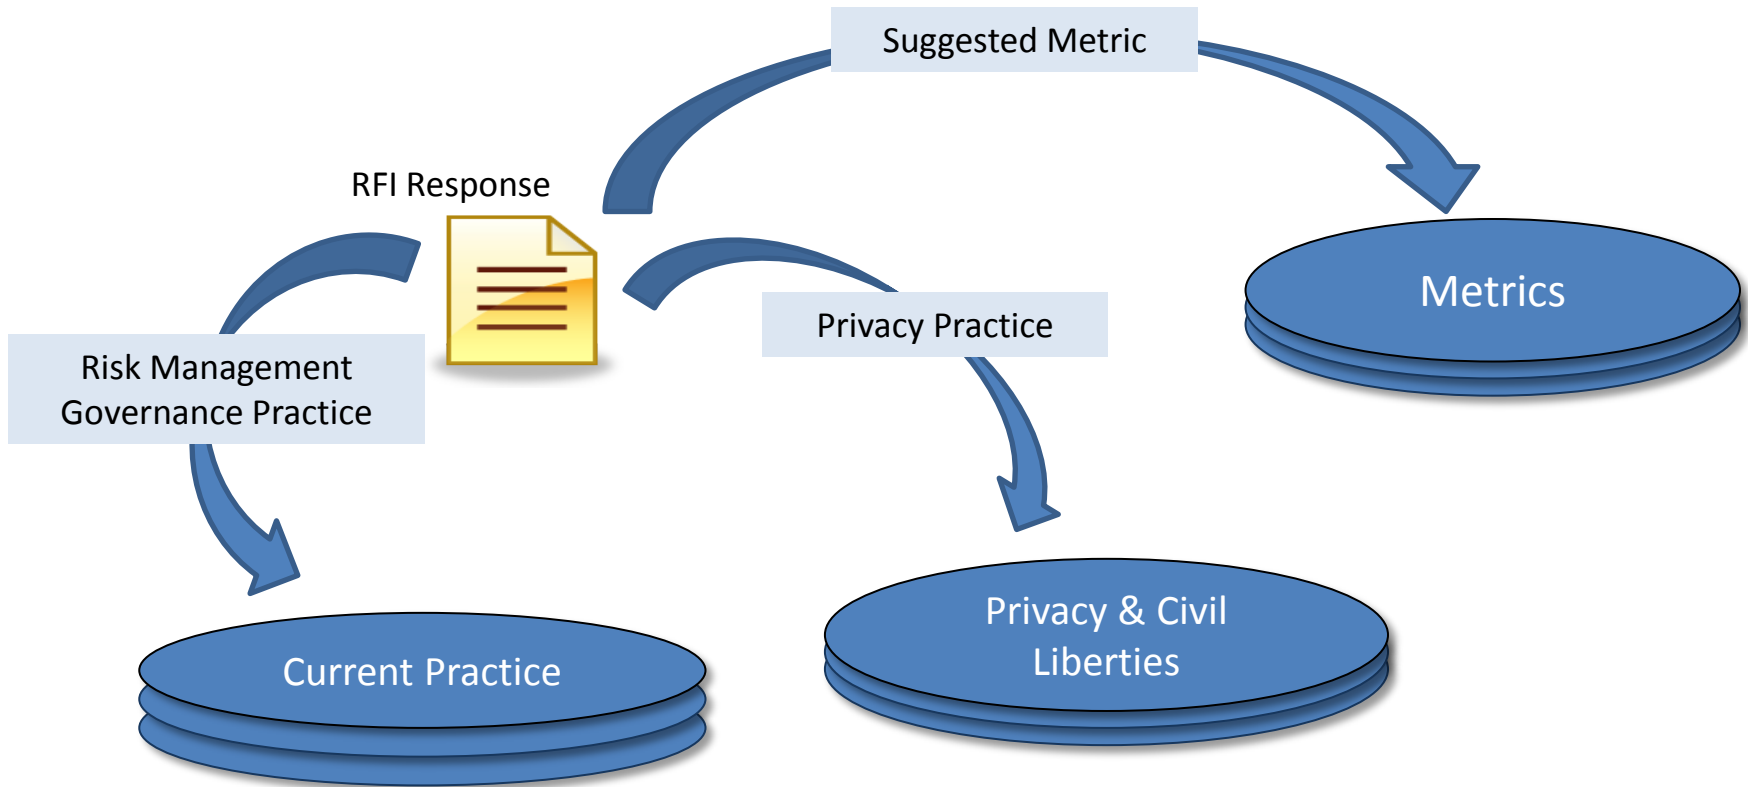 Suggested Metric
RFI Response
Metrics
Privacy Practice
Risk Management
Governance Practice
Privacy & Civil
Liberties
Current Practice